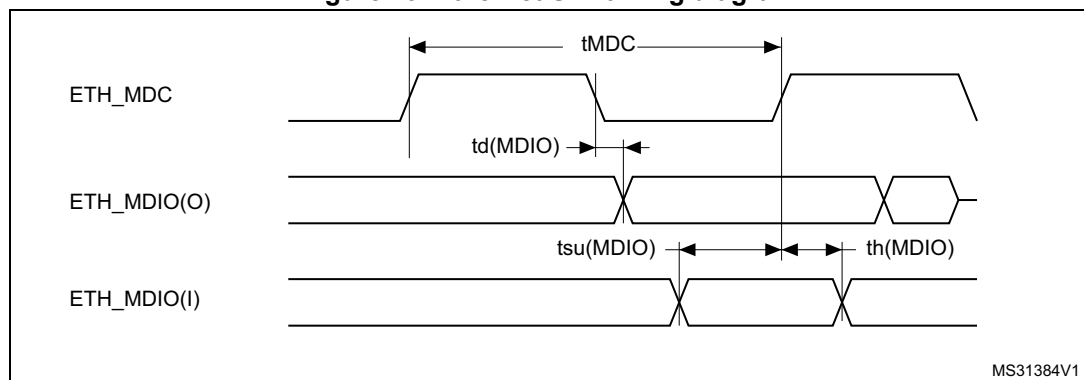 tMDC
ETH_MDC
td(MDIO)
ETH_MDIO(O)
tsu(MDIO) th(MDIO)
ETH_MDIO(I)
MS31384V1